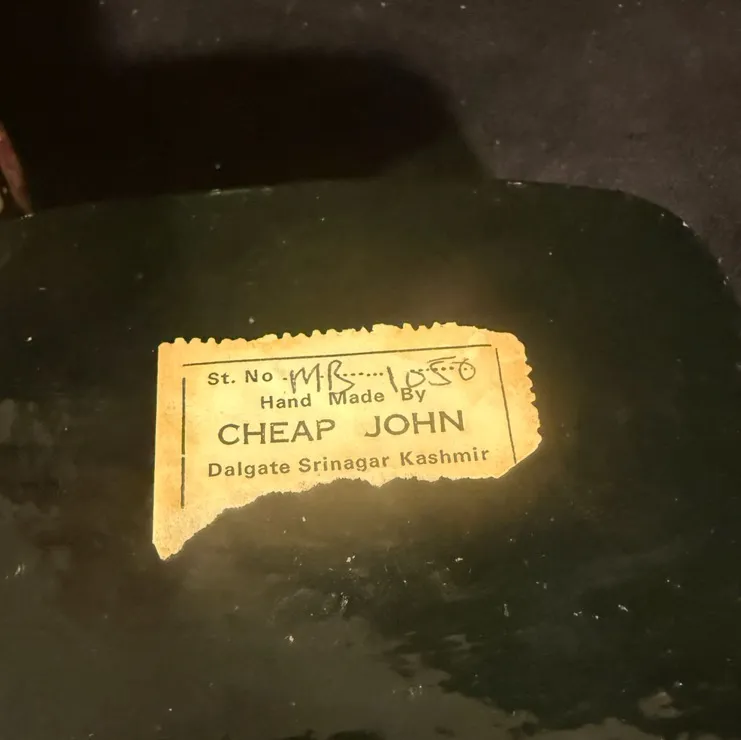 St. No. MB ...... 1050
Hand Made By
CHEAP JOHN
Dalgate Srinagar Kashmir